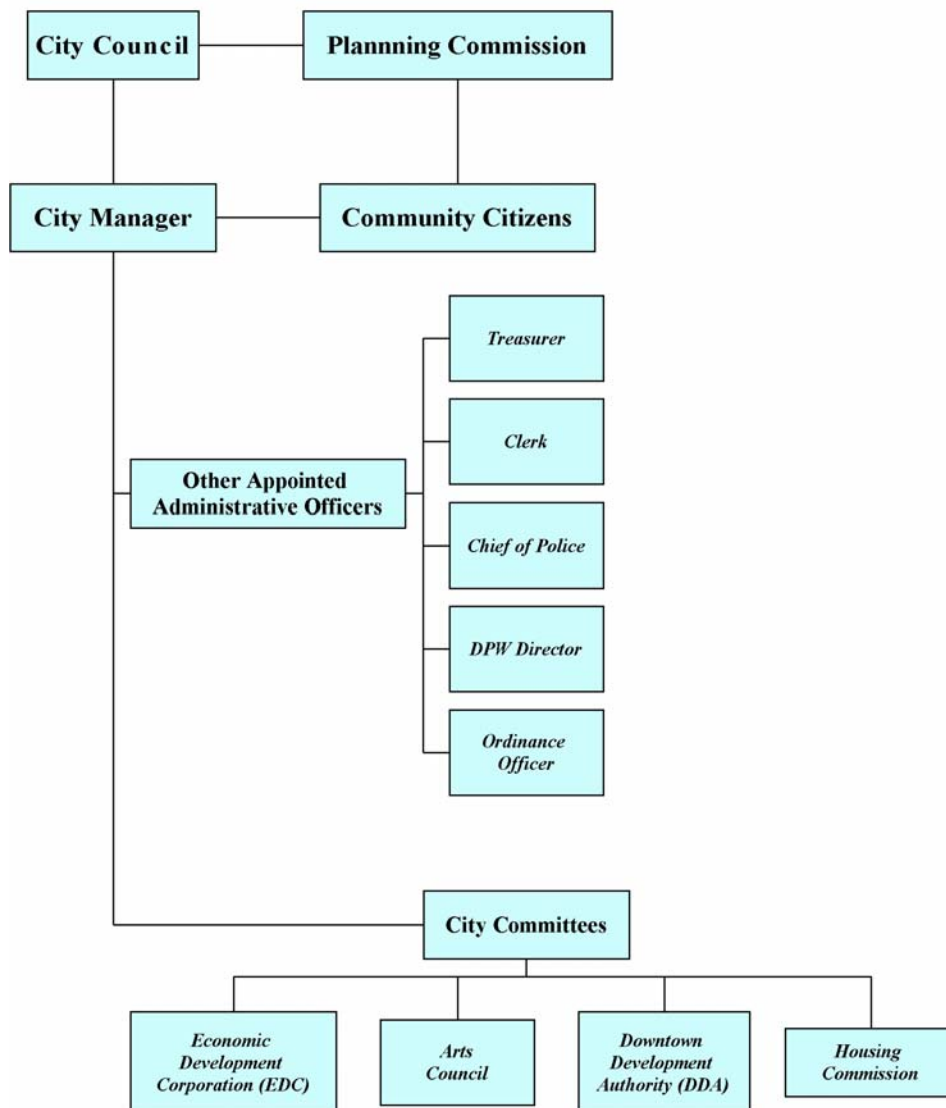 City Council
Plannning Commission
City Manager
Community Citizens
Treasurer
Clerk
Other Appointed
Administrative Officers
Chief of Police
DPW Director
Ordinance
Officer
City Committees
Economic
Development
Corporation (EDC)
Arts
Council
Downtown
Development
Authority (DDA)
Housing
Commission